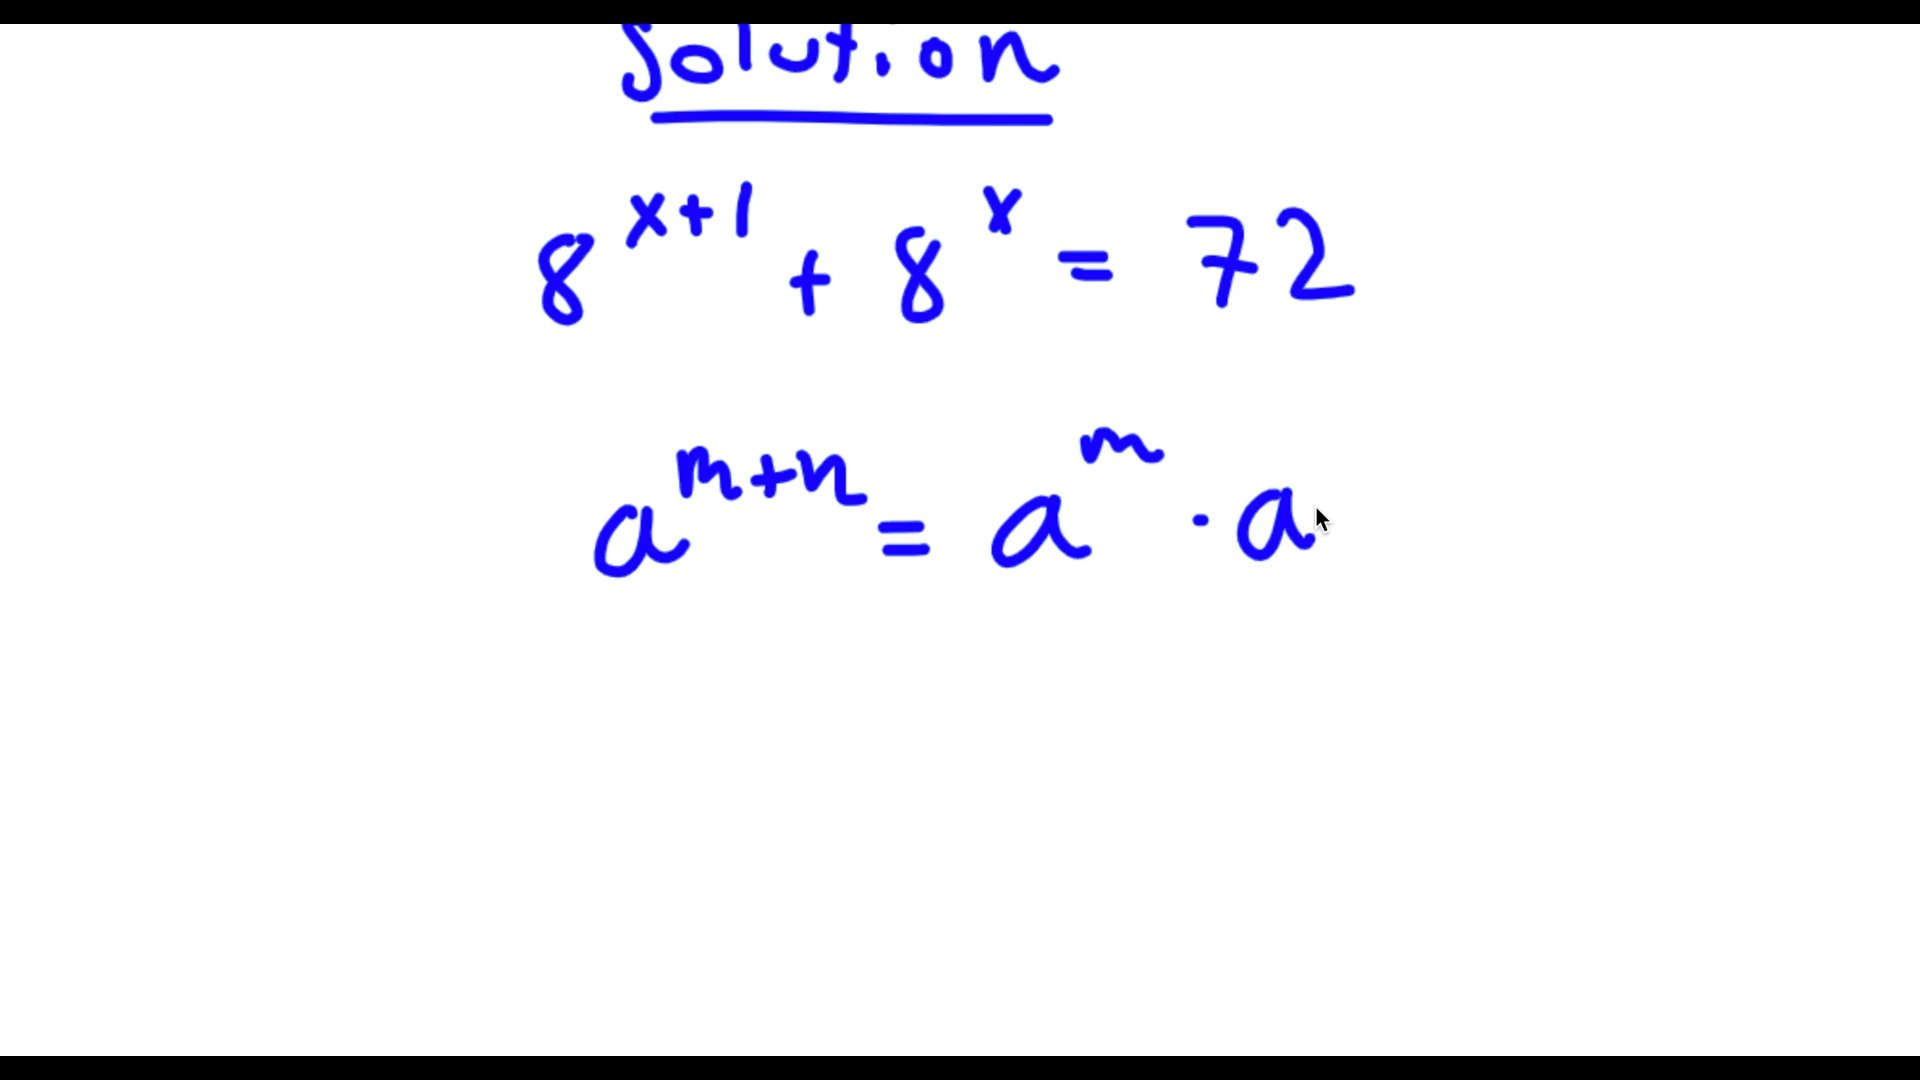 Solution
8^{x+1} + 8^x = 72
a^{m+n} = a^m · a